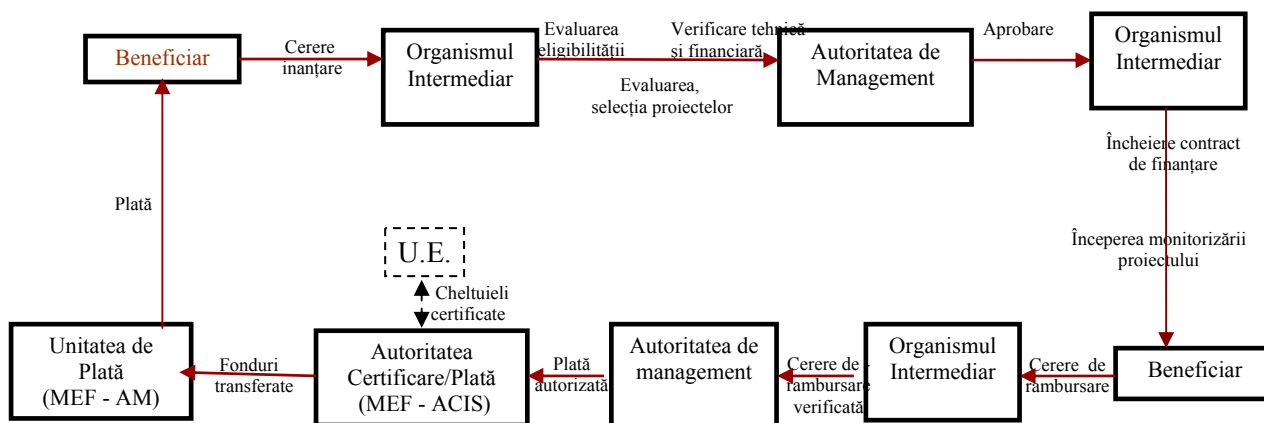 Beneficiar
Cerere
inanțare
Organismul
Intermediar
Evaluarea
eligibilității
Verificare tehnică
și financiară
Evaluarea,
selecția proiectelor
Autoritatea de
Management
Aprobare
Organismul
Intermediar
Încheiere contract
de finanțare
Începerea monitorizării
proiectului
Beneficiar
Cerere de
rambursare
Organismul
Intermediar
Cerere de
rambursare
verificată
Autoritatea de
management
Plată
autorizată
Autoritatea
Certificare/Plată
(MEF - ACIS)
U.E.
Cheltuieli
certificate
Fonduri
transferate
Unitatea de
Plată
(MEF - AM)
Plată